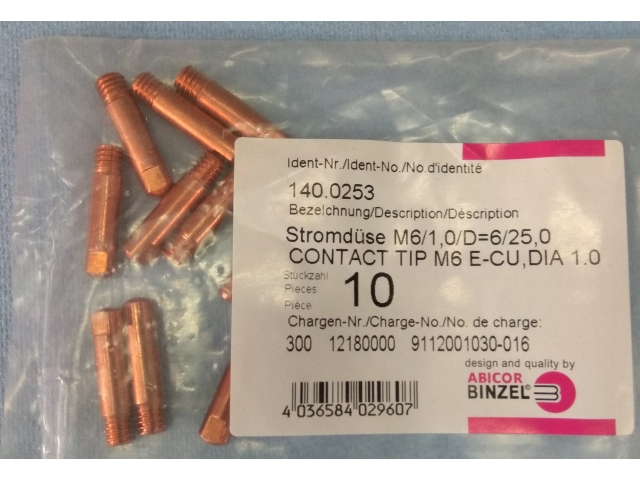 Ident-Nr./Ident-No./No.d'identité
140.0253
Bezeichnung/Description/Déscription
Stromdüse M6/1,0/D=6/25,0
CONTACT TIP M6 E-CU,DIA 1.0
Stückzahl
Pieces
Pièce
10
Chargen-Nr./Charge-No./No. de charge:
300 12180000 9112001030-016
design and quality by
ABICOR
BINZEL®
4 036584 029607